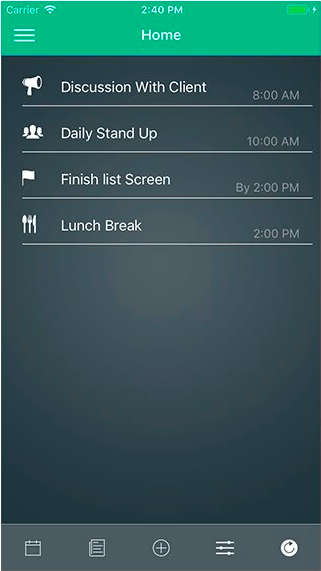 Carrier 2:40 PM
Home
Discussion With Client 8:00 AM
Daily Stand Up 10:00 AM
Finish list Screen By 2:00 PM
Lunch Break 2:00 PM